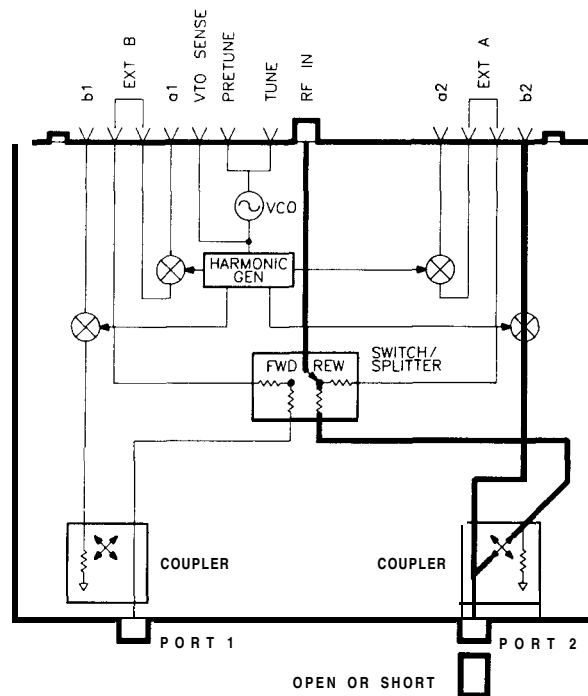 b1
EXT B
a1
VTO SENSE
PRETUNE
TUNE
RF IN
a2
EXT A
b2
VCO
HARMONIC
GEN
FWD REW
SWITCH/
SPLITTER
COUPLER
COUPLER
PORT 1
PORT 2
OPEN OR SHORT